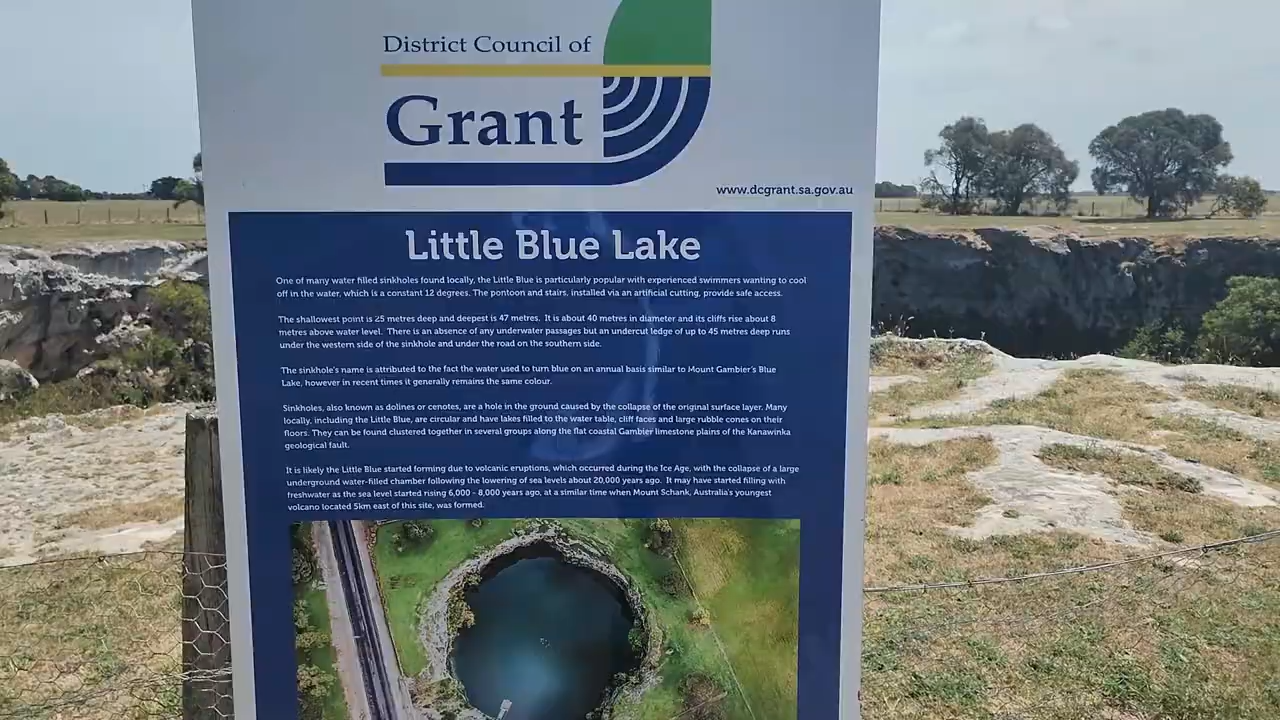 District Council of
Grant
www.dcgrant.sa.gov.au
Little Blue Lake
One of many water filled sinkholes found locally, the Little Blue is particularly popular with experienced swimmers wanting to cool
off in the water, which is a constant 12 degrees. The pontoon and stairs, installed via an artificial cutting, provide safe access.
The shallowest point is 25 metres deep and deepest is 47 metres. It is about 40 metres in diameter and its cliffs rise about 8
metres above water level. There is an absence of any underwater passages but an undercut ledge of up to 45 metres deep runs
under the western side of the sinkhole and under the road on the southern side.
The sinkhole's name is attributed to the fact the water used to turn blue on an annual basis similar to Mount Gambier's Blue
Lake, however in recent times it generally remains the same colour.
Sinkholes, also known as dolines or cenotes, are a hole in the ground caused by the collapse of the original surface layer. Many
locally, including the Little Blue, are circular and have lakes filled to the water table, cliff faces and large rubble cones on their
floors. They can be found clustered together in several groups along the flat coastal Gambier limestone plains of the Kanawinka
geological fault.
It is likely the Little Blue started forming due to volcanic eruptions, which occurred during the Ice Age, with the collapse of a large
underground water-filled chamber following the lowering of sea levels about 20,000 years ago. It may have started filling with
freshwater as the sea level started rising 6,000 - 8,000 years ago, at a similar time when Mount Schank, Australia's youngest
volcano located 5km east of this site, was formed.